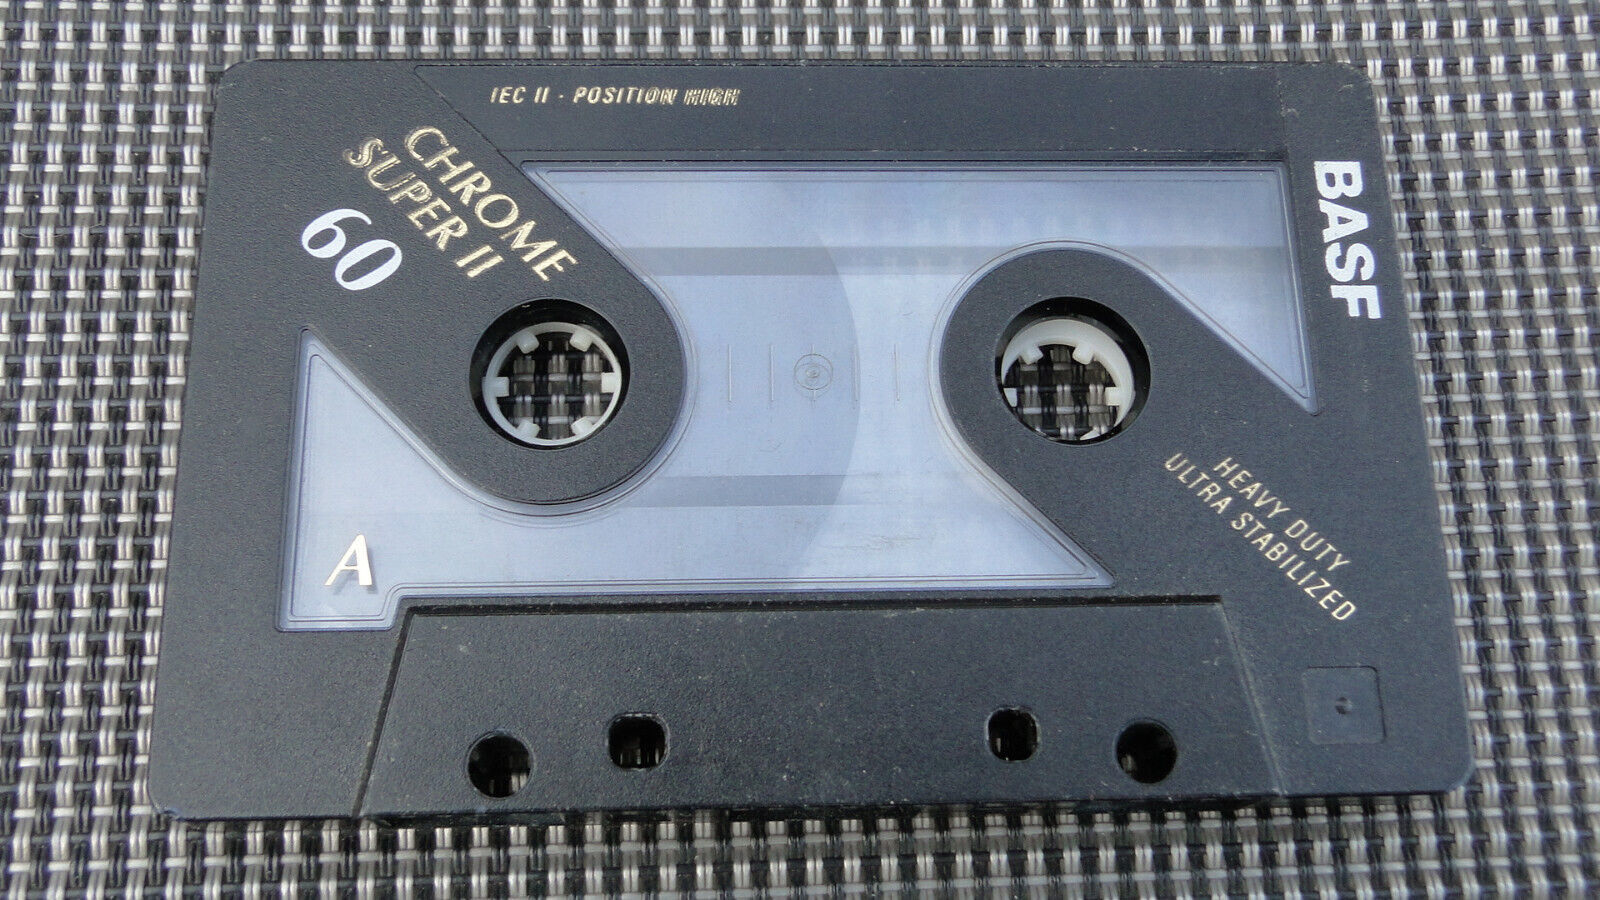 IEC II · POSITION HIGH
CHROME
SUPER II
60
BASF
HEAVY DUTY
ULTRA STABILIZED
A